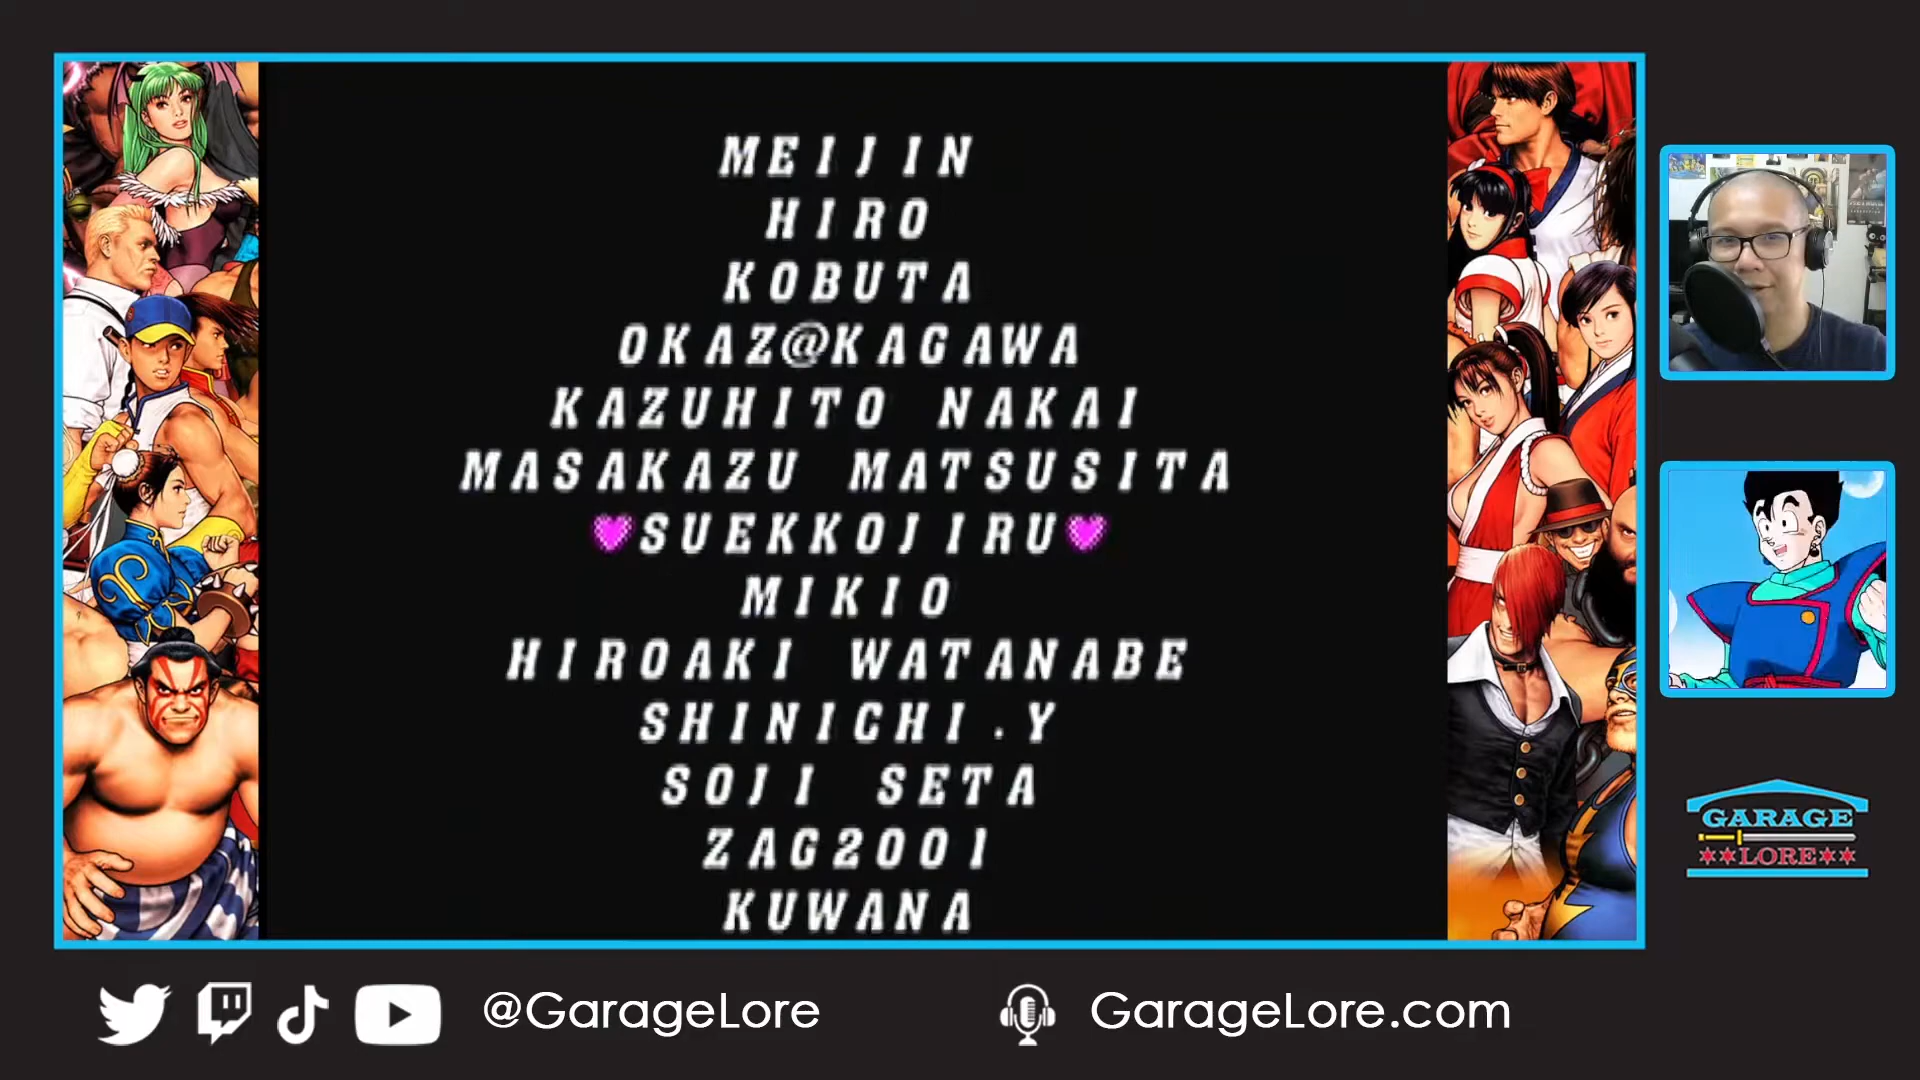 MEIJIN
HIRO
KOBUTA
OKAZ@KAGAWA
KAZUHITO NAKAI
MASAKAZU MATSUSITA
💜SUEKKOJIRU💜
MIKIO
HIROAKI WATANABE
SHINICHI.Y
SOJI SETA
ZAG2001
KUWANA
GARAGE
**LORE**
@GarageLore
GarageLore.com